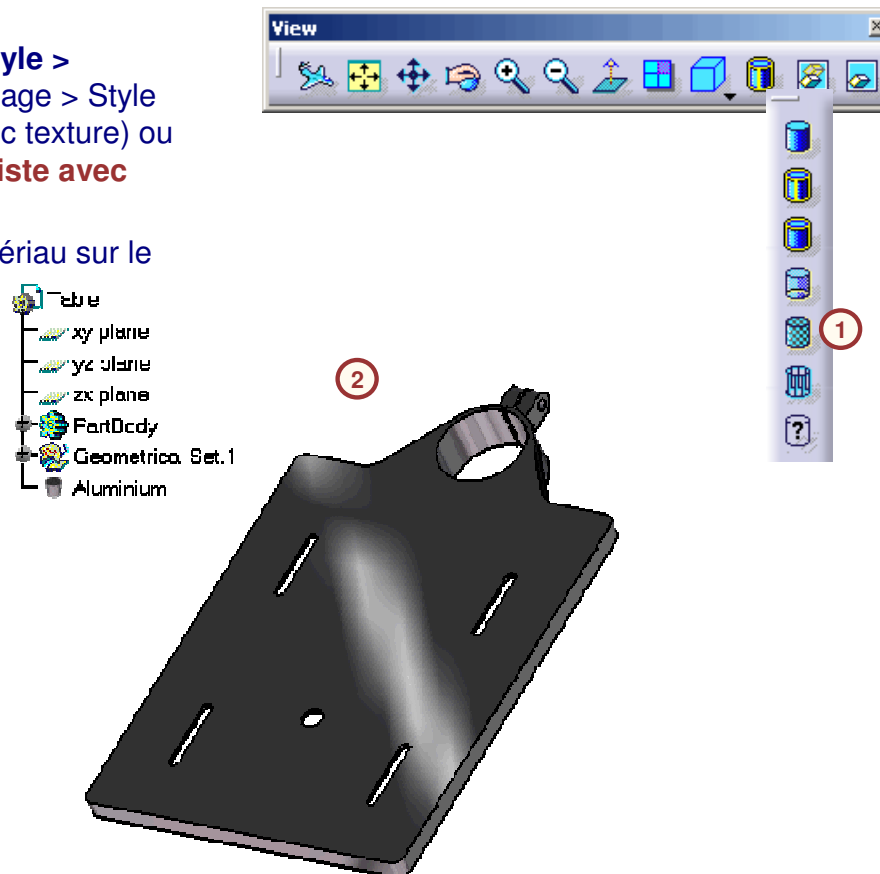 View
yle >
age > Style
c texture) ou
iste avec
ériau sur le
Table
xy plane
yz plane
zx plane
PartBody
Geometrical Set.1
Aluminium
1
2
?